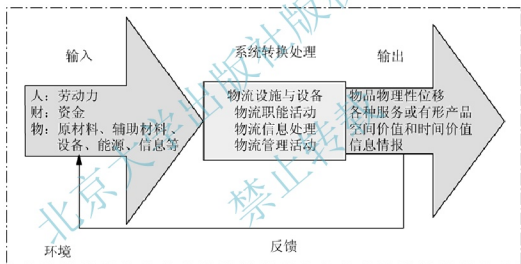 输入
人：劳动力
财：资金
物：原材料、辅助材料、
设备、能源、信息等
系统转换处理
物流设施与设备
物流职能活动
物流信息处理
物流管理活动
输出
物品物理性位移
各种服务或有形产品
空间价值和时间价值
信息情报
环境
反馈
北京大学出版社版权所有
禁止转载